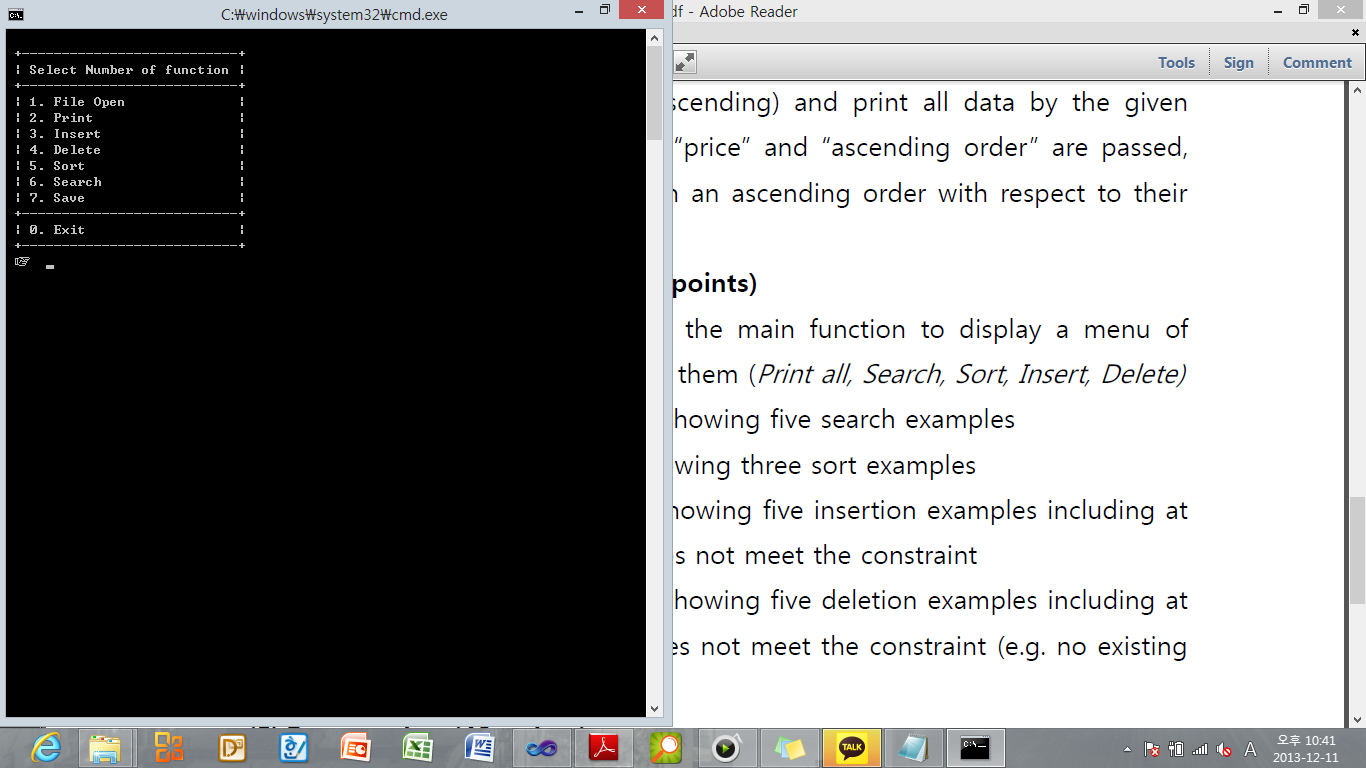 C:₩windows₩system32₩cmd.exe
+---------------------------+
| Select Number of function |
+---------------------------+
| 1. File Open |
| 2. Print |
| 3. Insert |
| 4. Delete |
| 5. Sort |
| 6. Search |
| 7. Save |
+---------------------------+
| 0. Exit |
+---------------------------+
☞ _
df - Adobe Reader
Tools Sign Comment
scending) and print all data by the given
“price” and “ascending order” are passed,
n an ascending order with respect to their
points)
the main function to display a menu of
them (Print all, Search, Sort, Insert, Delete)
howing five search examples
wing three sort examples
howing five insertion examples including at
s not meet the constraint
howing five deletion examples including at
es not meet the constraint (e.g. no existing
TALK
C:\
A
오후 10:41
2013-12-11